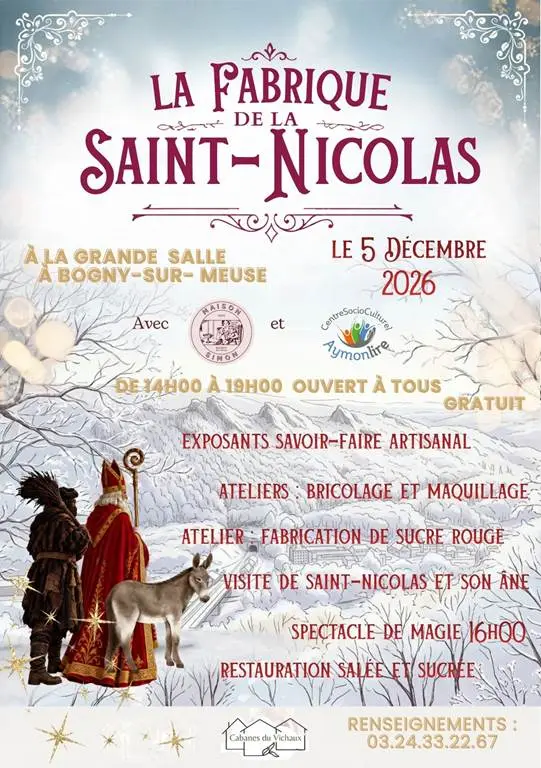 LA FABRIQUE
DE LA
SAINT-NICOLAS
À LA GRANDE SALLE
À BOGNY-SUR- MEUSE
LE 5 DÉCEMBRE
2026
Avec
MAISON
SIMON
et
CentreSocioCulturel
Aymonlire
DE 14H00 À 19H00 OUVERT À TOUS
GRATUIT
EXPOSANTS SAVOIR-FAIRE ARTISANAL
ATELIERS : BRICOLAGE ET MAQUILLAGE
ATELIER : FABRICATION DE SUCRE ROUGE
VISITE DE SAINT-NICOLAS ET SON ÂNE
SPECTACLE DE MAGIE 16H00
RESTAURATION SALÉE ET SUCRÉE
Cabanes du Vichaux
RENSEIGNEMENTS :
03.24.33.22.67